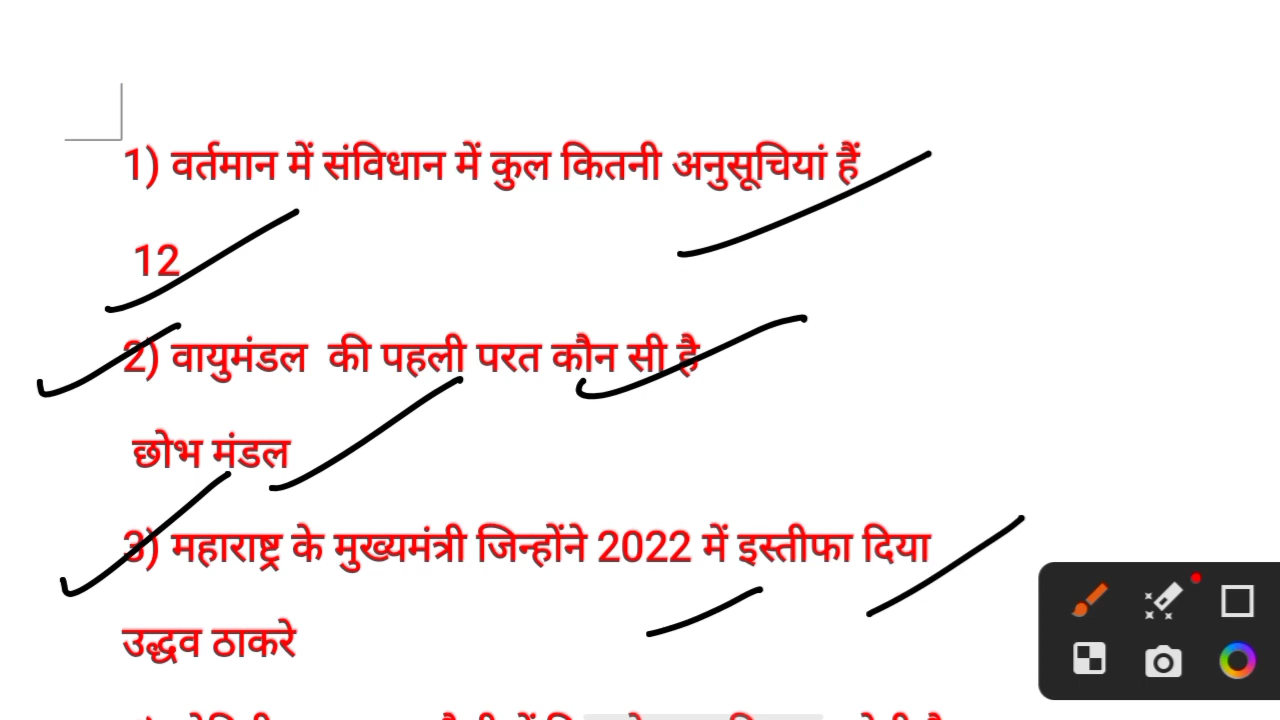 1) वर्तमान में संविधान में कुल कितनी अनुसूचियां हैं
12
2) वायुमंडल की पहली परत कौन सी है
छोभ मंडल
3) महाराष्ट्र के मुख्यमंत्री जिन्होंने 2022 में इस्तीफा दिया
उद्धव ठाकरे